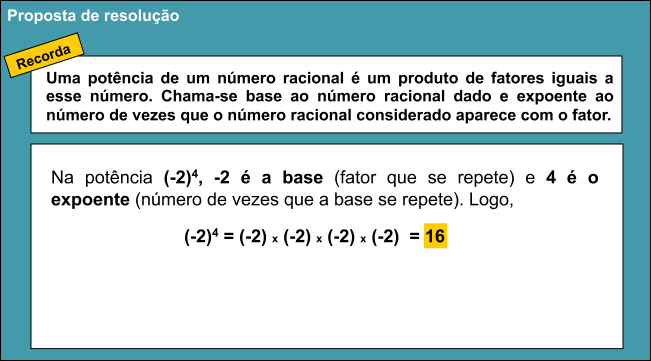 Proposta de resolução
Recorda
Uma potência de um número racional é um produto de fatores iguais a
esse número. Chama-se base ao número racional dado e expoente ao
número de vezes que o número racional considerado aparece com o fator.
Na potência (-2)⁴, -2 é a base (fator que se repete) e 4 é o
expoente (número de vezes que a base se repete). Logo,
(-2)⁴ = (-2) x (-2) x (-2) x (-2) = 16